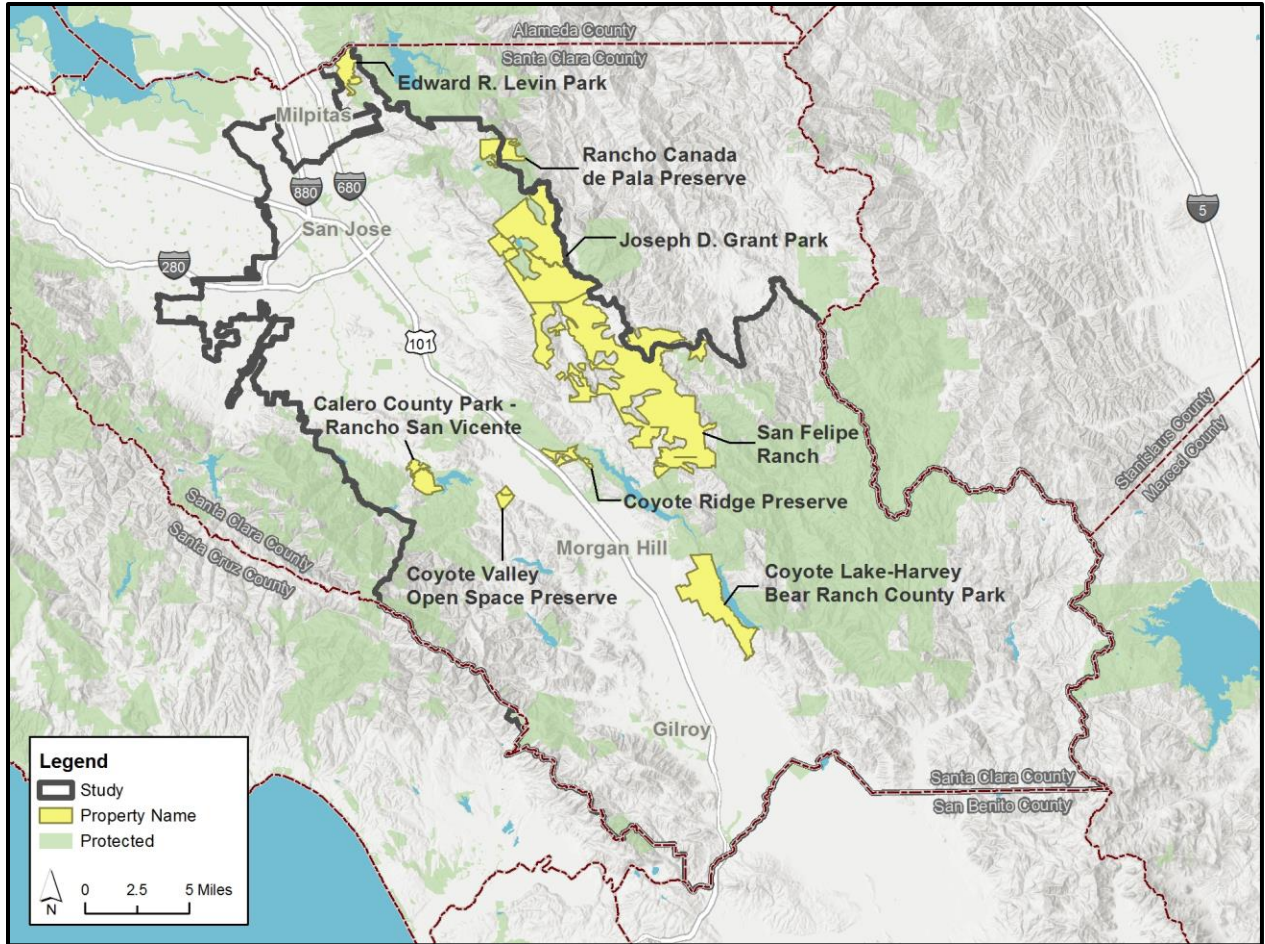 Alameda County
Santa Clara County
Edward R. Levin Park
Milpitas
Rancho Canada
de Pala Preserve
880
680
5
San Jose
Joseph D. Grant Park
280
101
Calero County Park -
Rancho San Vicente
San Felipe
Ranch
Stanislaus County
Merced County
Coyote Ridge Preserve
Santa Clara County
Santa Cruz County
Morgan Hill
Coyote Valley
Open Space Preserve
Coyote Lake-Harvey
Bear Ranch County Park
Gilroy
Santa Clara County
San Benito County
Legend
Study
Property Name
Protected
N
0 2.5 5 Miles